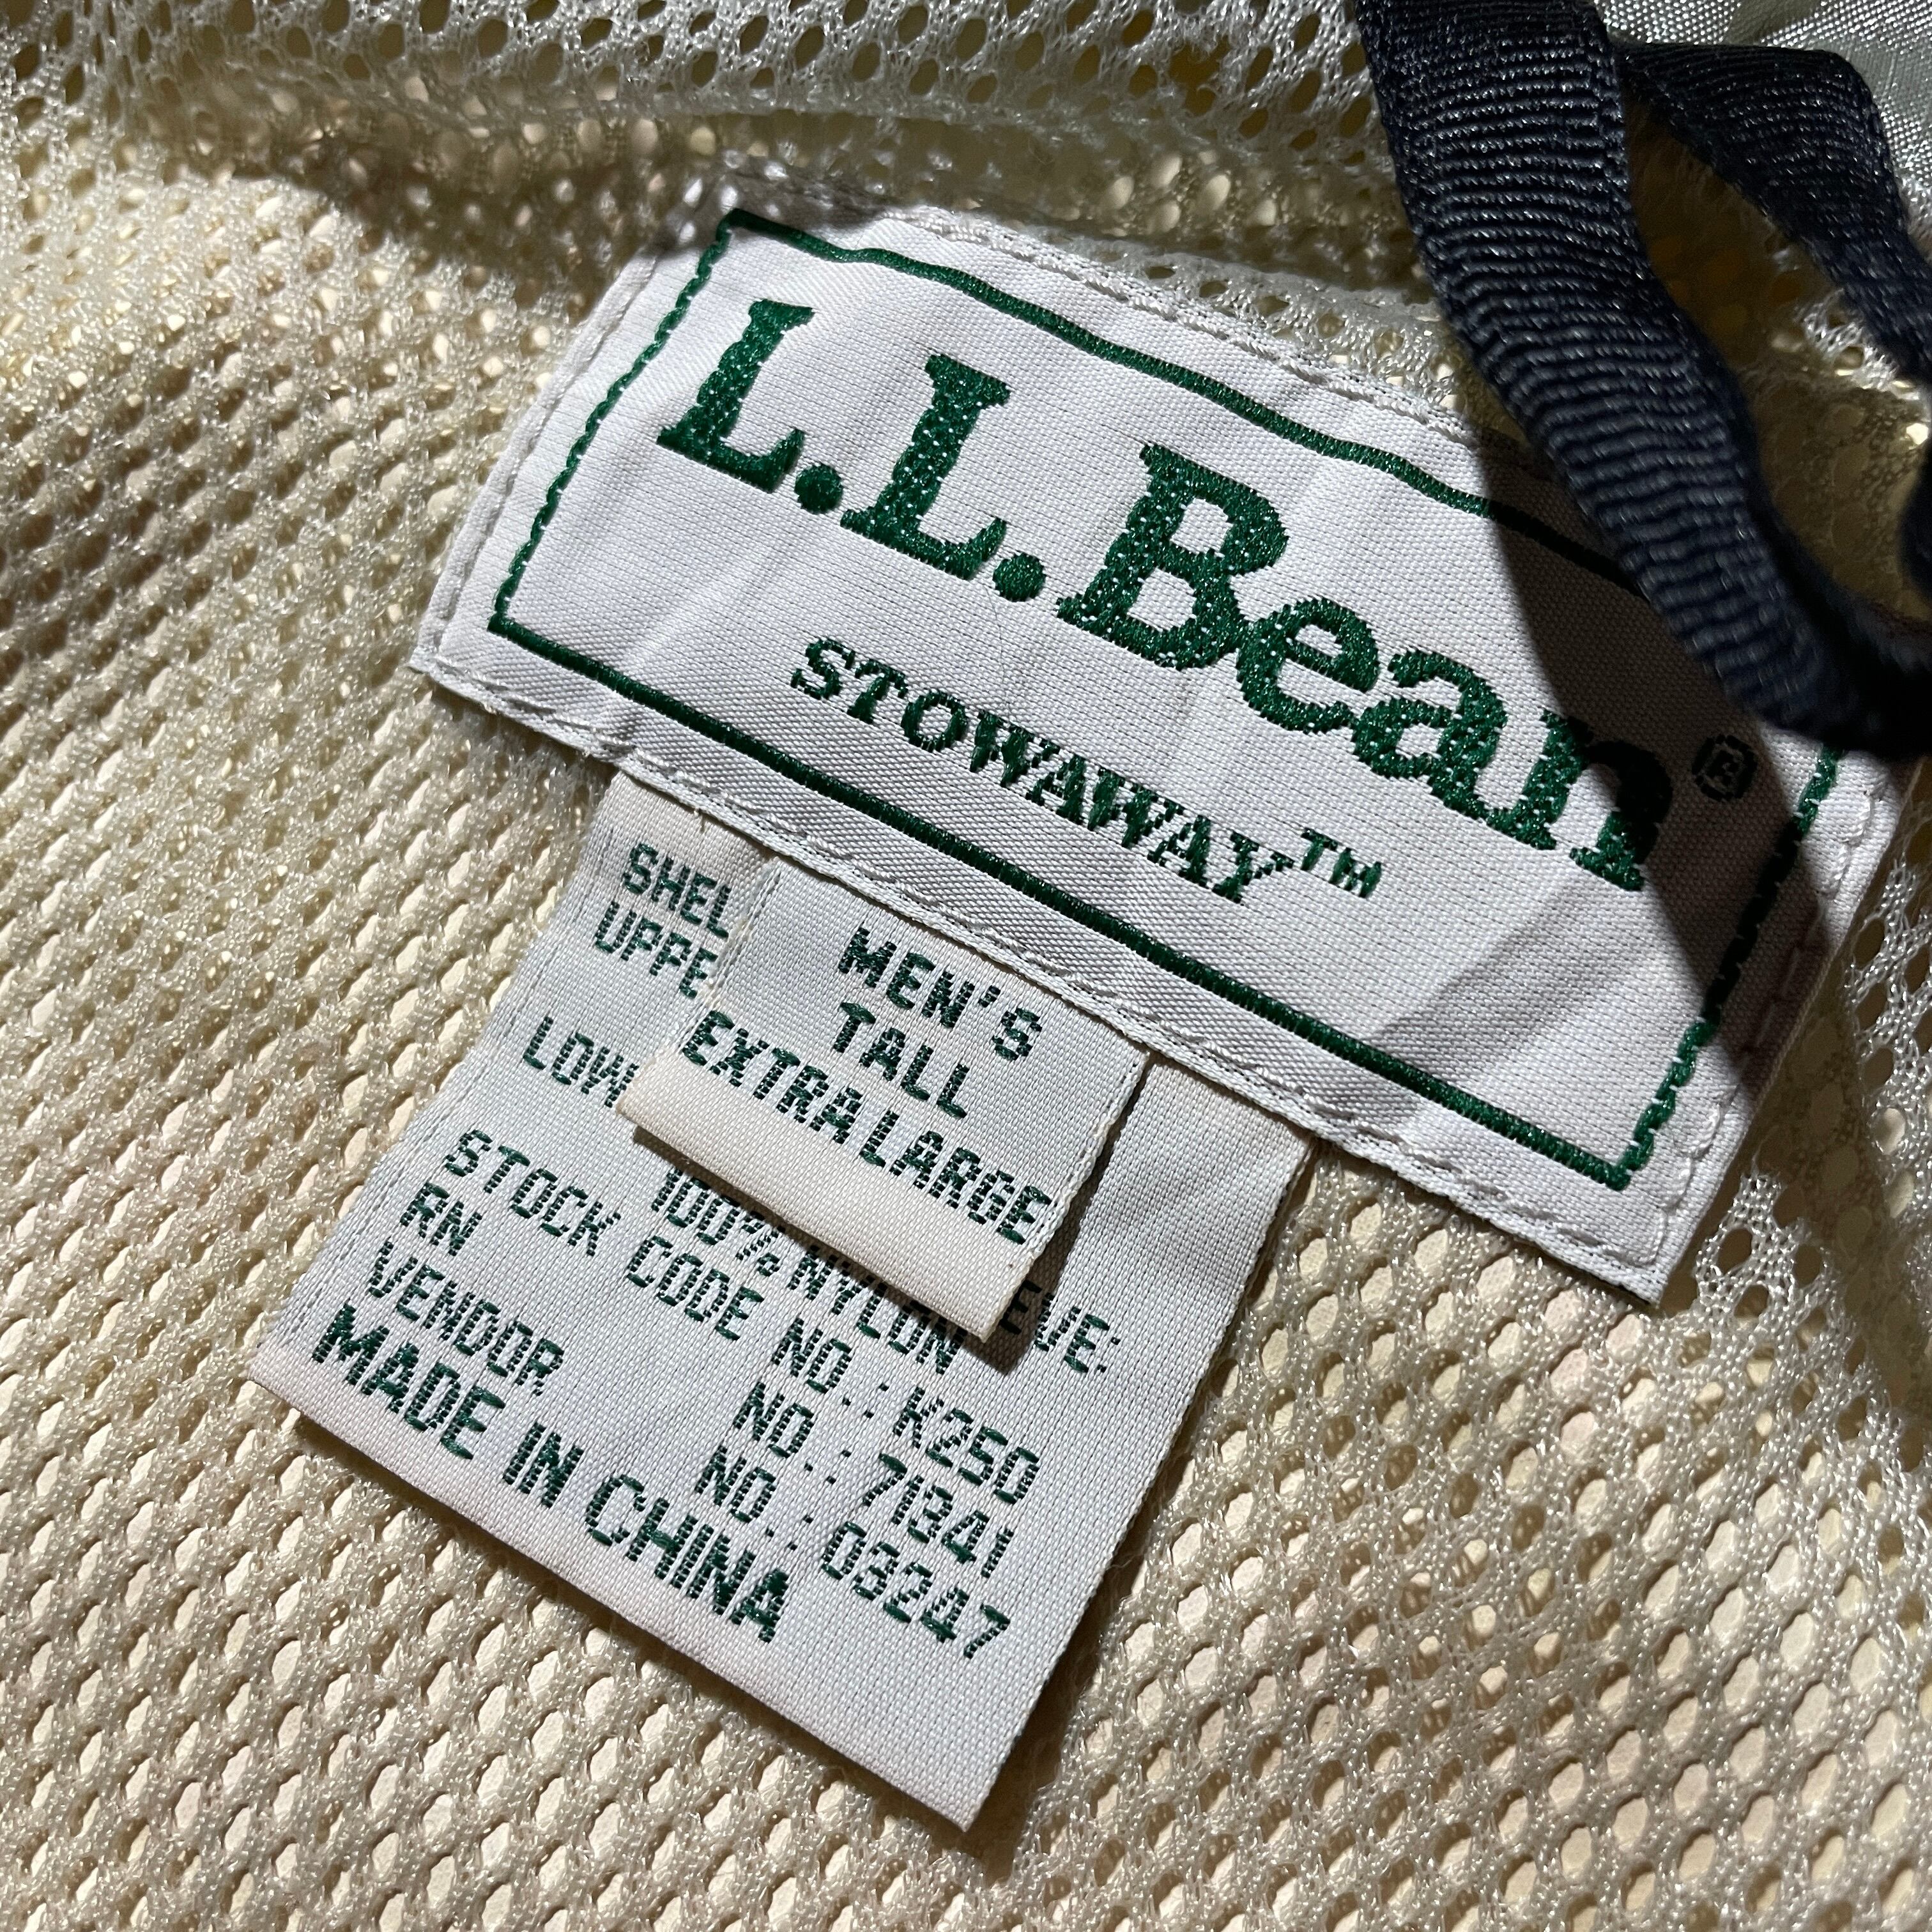 L.L.Bean®
STOWAWAY™
MEN'S
TALL
EXTRA LARGE
SHEL
UPPE
LOW
EVE:
100% NYLON
STOCK CODE NO.: K250
RN NO.: 71341
VENDOR NO.: 03247
MADE IN CHINA